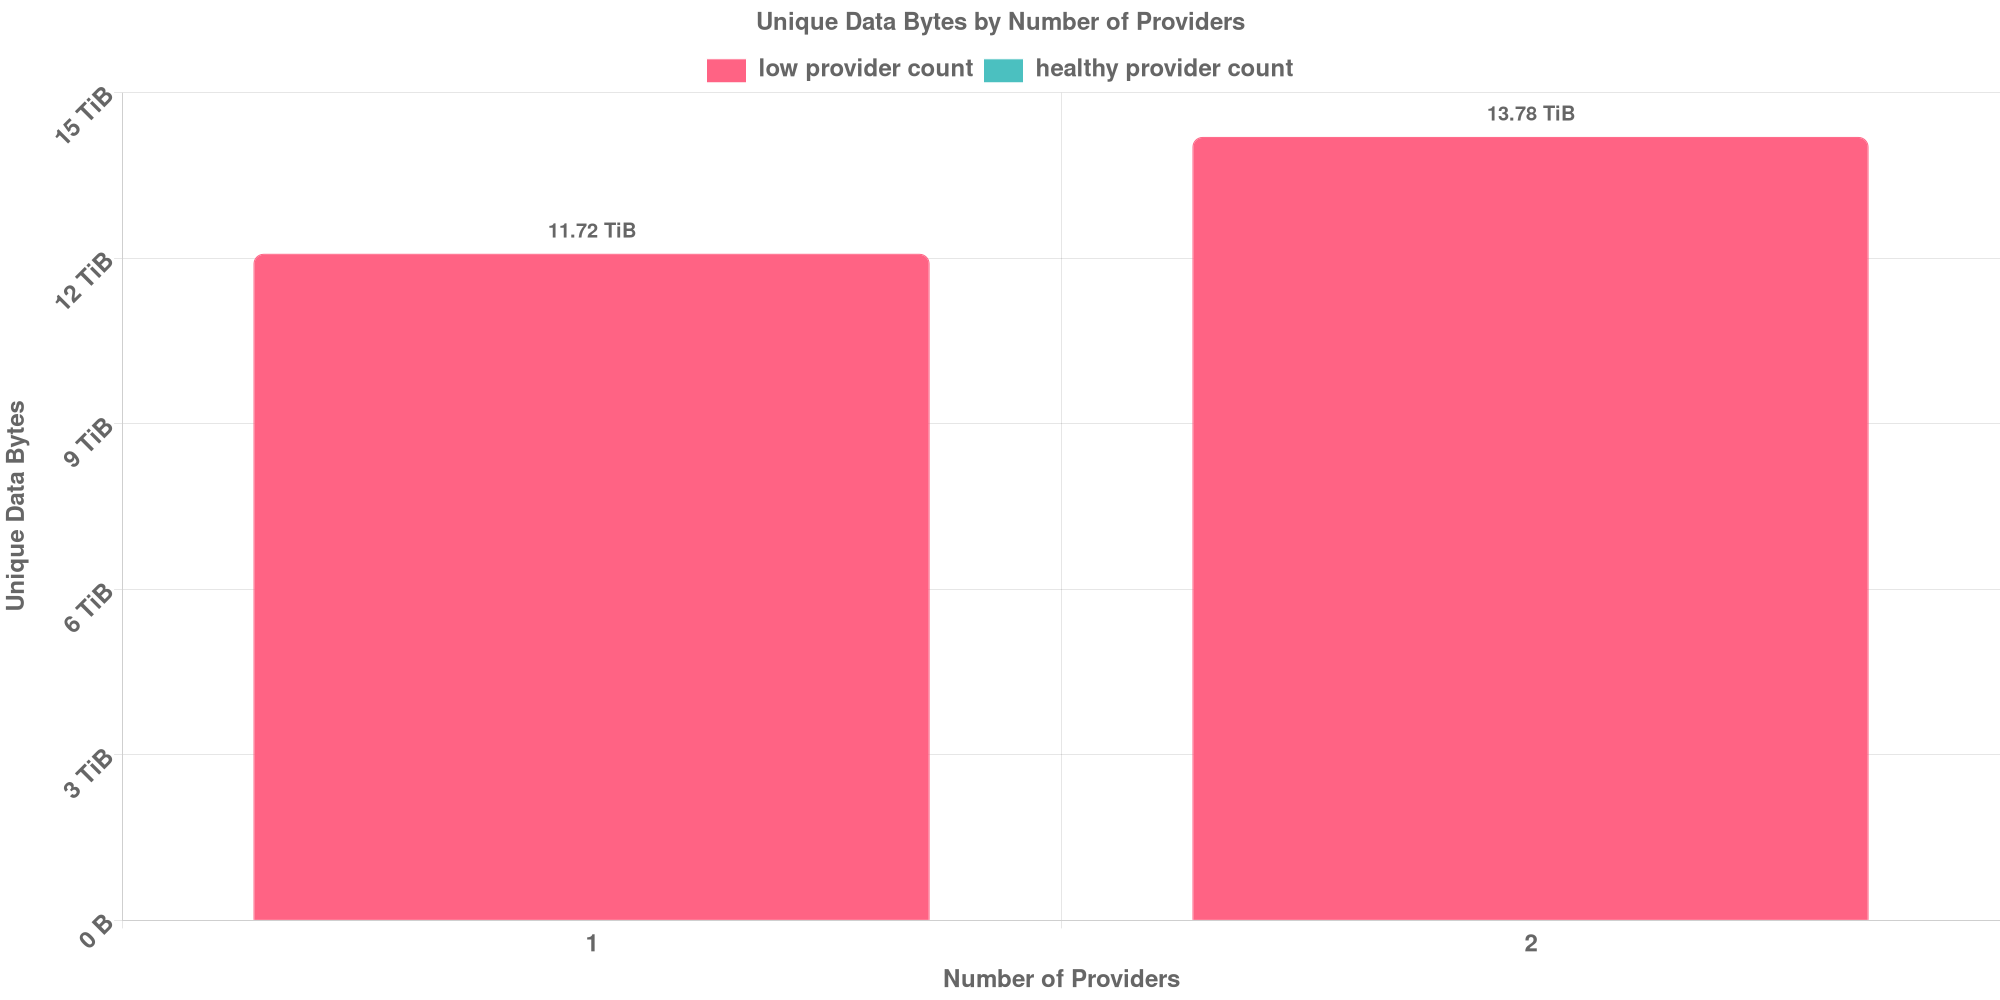 Unique Data Bytes by Number of Providers
low provider count healthy provider count
15 TiB
13.78 TiB
11.72 TiB
12 TiB
9 TiB
6 TiB
3 TiB
0 B
Unique Data Bytes
1 2
Number of Providers